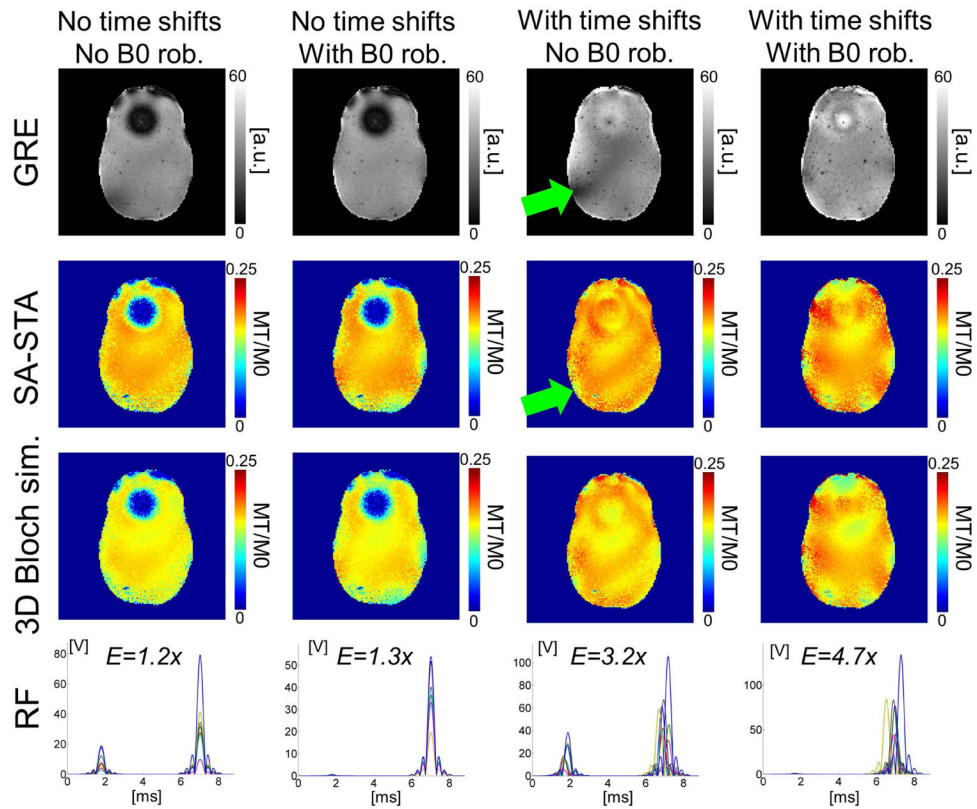 No time shifts
No B0 rob.
No time shifts
With B0 rob.
With time shifts
No B0 rob.
With time shifts
With B0 rob.
GRE
60
[a.u.]
0
60
[a.u.]
0
60
[a.u.]
0
60
[a.u.]
0
SA-STA
0.25
MT/M0
0
0.25
MT/M0
0
0.25
MT/M0
0
0.25
MT/M0
0
3D Bloch sim.
0.25
MT/M0
0
0.25
MT/M0
0
0.25
MT/M0
0
0.25
MT/M0
0
RF
[V]
E=1.2x
80
60
40
20
0
0 2 4 6 8
[ms]
[V]
E=1.3x
50
40
30
20
10
0
0 2 4 6 8
[ms]
[V]
E=3.2x
100
80
60
40
20
0
0 2 4 6 8
[ms]
[V]
E=4.7x
100
50
0
0 2 4 6 8
[ms]